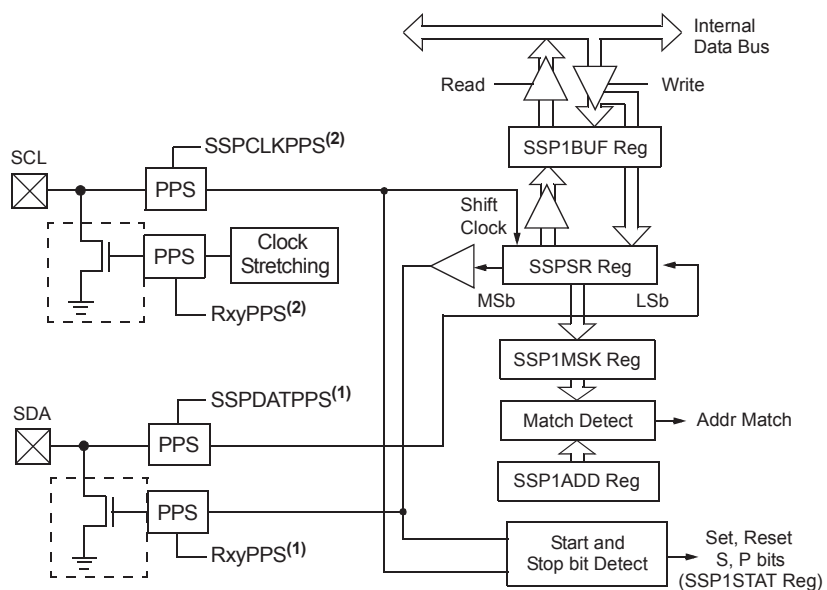 Internal
Data Bus
Read
Write
SSPCLKPPS(2)
SCL
SSP1BUF Reg
PPS
Shift
Clock
Clock
Stretching
PPS
SSPSR Reg
MSb
LSb
RxyPPS(2)
SSP1MSK Reg
SSPDATPPS(1)
SDA
Match Detect
Addr Match
PPS
SSP1ADD Reg
PPS
Start and
Stop bit Detect
Set, Reset
S, P bits
(SSP1STAT Reg)
RxyPPS(1)